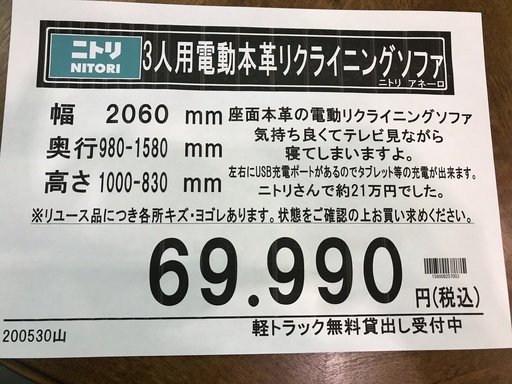 ニトリ
NITORI
3人用電動本革リクライニングソファ
ニトリ アネーロ
幅 2060 mm
奥行980-1580 mm
高さ1000-830 mm
座面本革の電動リクライニングソファ
気持ち良くてテレビ見ながら
寝てしまいますよ。
左右にUSB充電ポートがあるのでタブレット等の充電が出来ます。
ニトリさんで約21万円でした。
※リユース品につき各所キズ・ヨゴレあります。状態をご確認の上お買い求めください。
69.990 円(税込)
軽トラック無料貸出し受付中
200530山